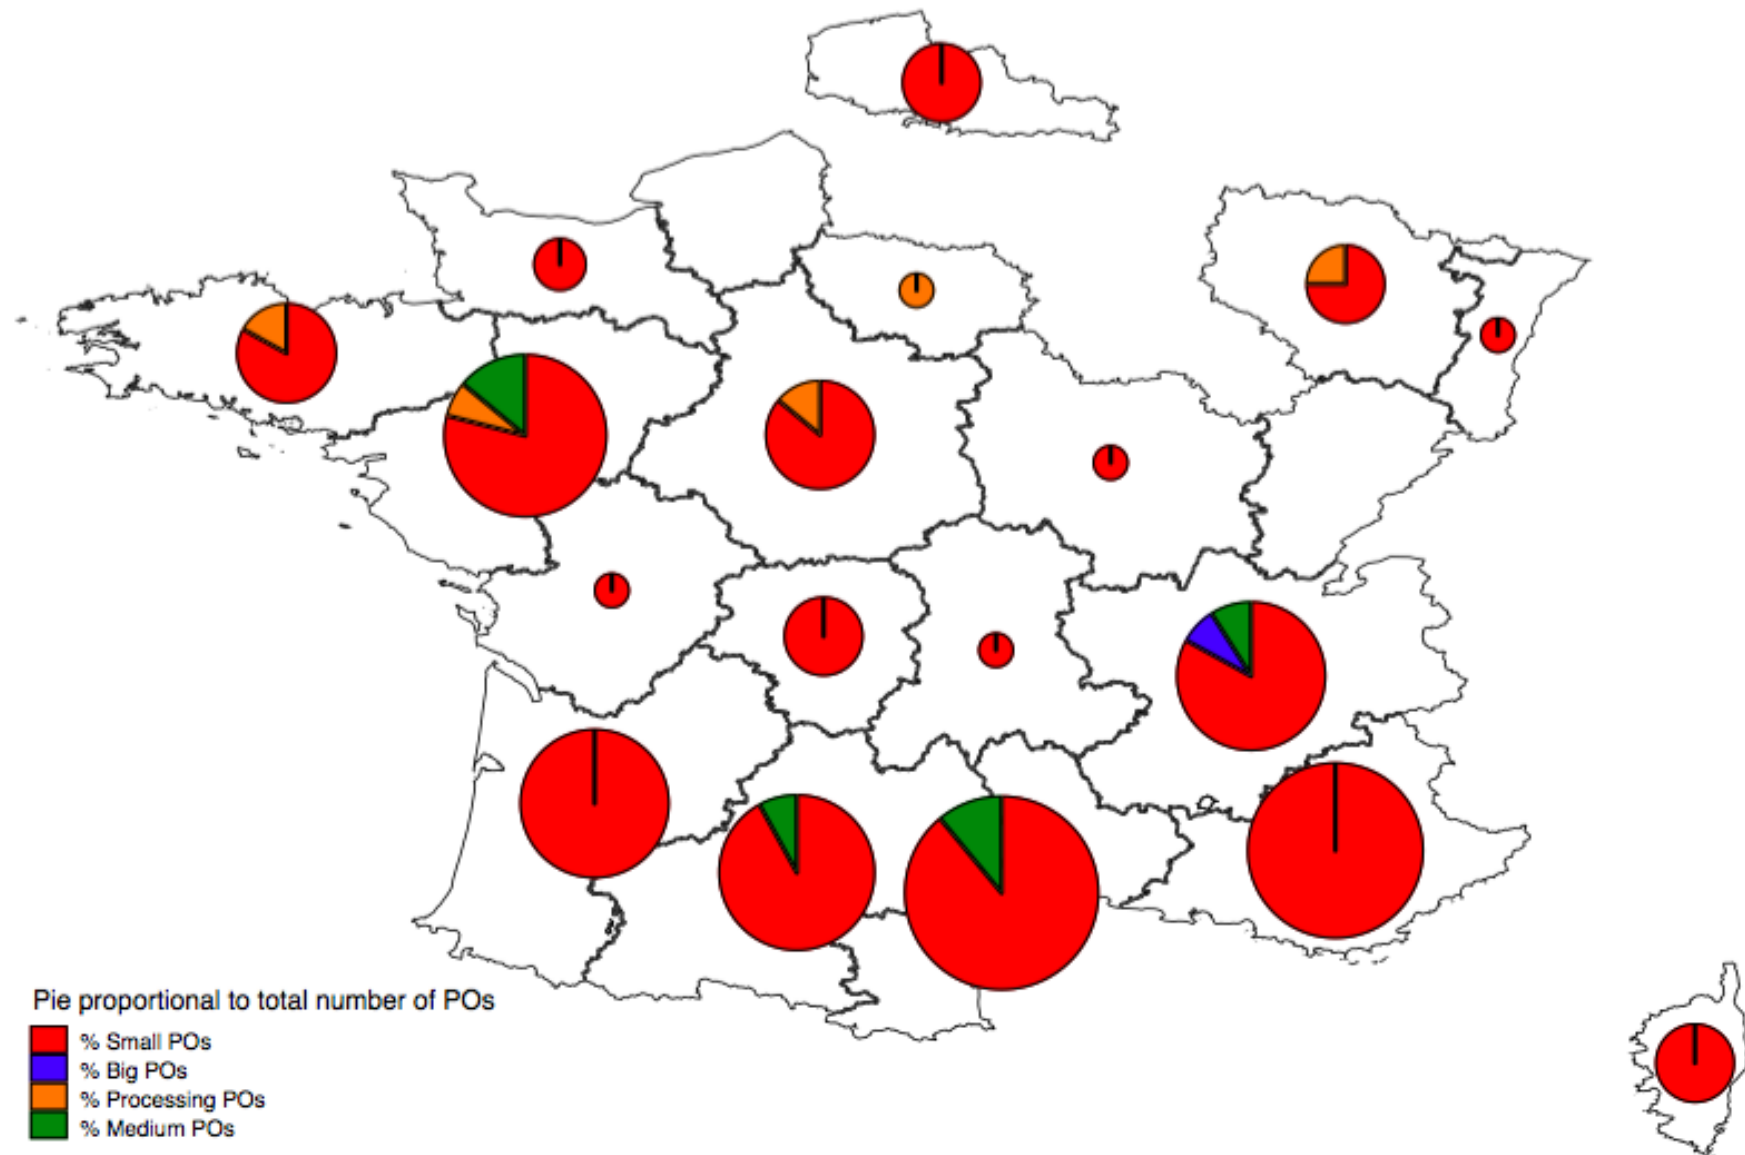 Pie proportional to total number of POs
% Small POs
% Big POs
% Processing POs
% Medium POs